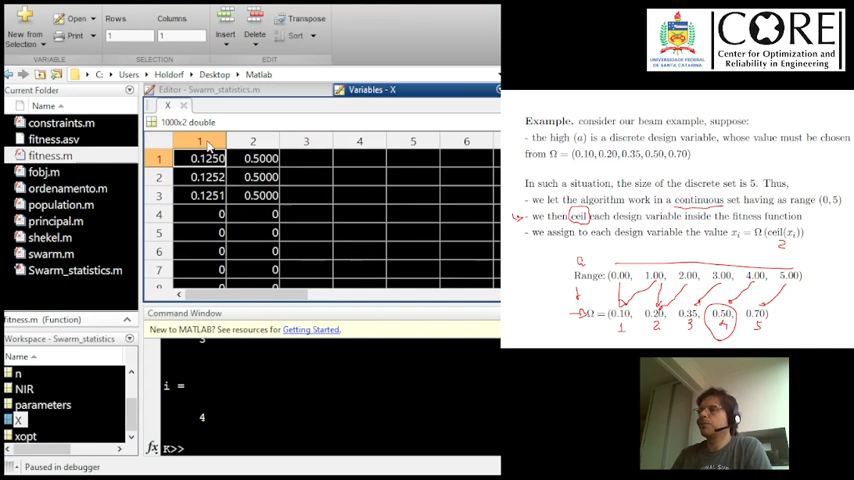 New from Selection
Open
Print
Rows
Columns
1
1
Insert
Delete
Transpose
Sort
VARIABLE
SELECTION
EDIT
C: Users Holdorf Desktop Matlab
Current Folder
Name
constraints.m
fitness.asv
fitness.m
fobj.m
ordenamento.m
population.m
principal.m
shekel.m
swarm.m
Swarm_statistics.m
fitness.m (Function)
Workspace - Swarm_statistics
Name
n
NIR
parameters
X
xopt
Paused in debugger
Editor - Swarm_statistics.m
Variables - X
X
1000x2 double
1 2 3 4 5 6
1 0.1250 0.5000
2 0.1252 0.5000
3 0.1251 0.5000
4 0 0
5 0 0
6 0 0
7 0 0
8 0 0
Command Window
New to MATLAB? See resources for Getting Started.
3
i =
4
fx K>>
UNIVERSIDADE FEDERAL
DE SANTA CATARINA
CORE
Center for Optimization and
Reliability in Engineering
Example. consider our beam example, suppose:
- the high (a) is a discrete design variable, whose value must be chosen
from Ω = (0.10, 0.20, 0.35, 0.50, 0.70)
In such a situation, the size of the discrete set is 5. Thus,
- we let the algorithm work in a continuous set having as range (0, 5)
- we then ceil each design variable inside the fitness function
- we assign to each design variable the value xi = Ω (ceil(xi))
2
a
Range: (0.00, 1.00, 2.00, 3.00, 4.00, 5.00)
Ω = (0.10, 0.20, 0.35, 0.50, 0.70)
1 2 3 4 5